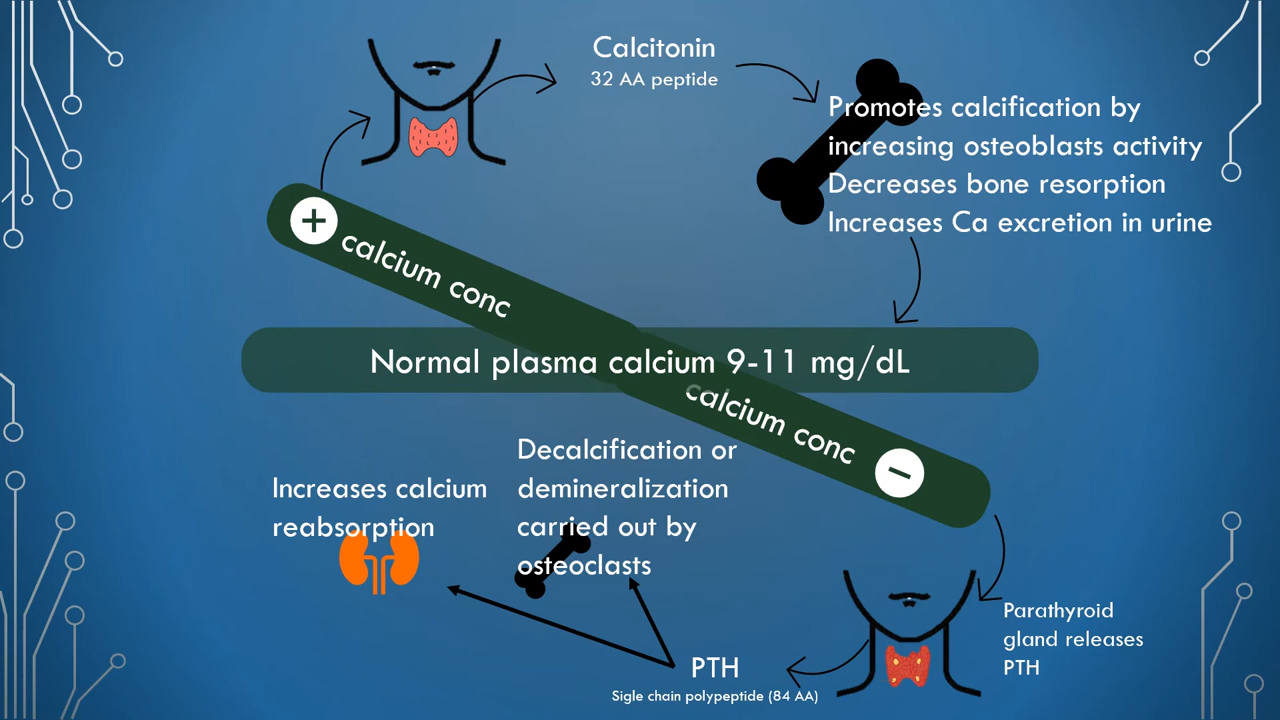 Calcitonin
32 AA peptide
Promotes calcification by
increasing osteoblasts activity
Decreases bone resorption
Increases Ca excretion in urine
+
calcium conc
Normal plasma calcium 9-11 mg/dL
calcium conc
−
Increases calcium
reabsorption
Decalcification or
demineralization
carried out by
osteoclasts
Parathyroid
gland releases
PTH
PTH
Sigle chain polypeptide (84 AA)